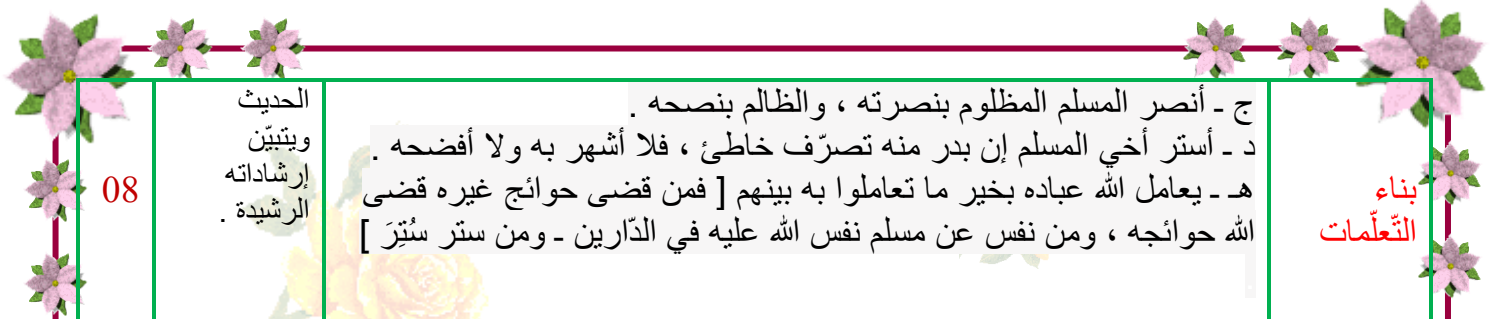 بناء
التّعلّمات
ج ـ أنصر المسلم المظلوم بنصرته ، والظالم بنصحه .
د ـ أستر أخي المسلم إن بدر منه تصرّف خاطئ ، فلا أشهر به ولا أفضحه .
هـ ـ يعامل الله عباده بخير ما تعاملوا به بينهم [ فمن قضى حوائج غيره قضى
الله حوائجه ، ومن نفس عن مسلم نفس الله عليه في الدّارين ـ ومن ستر سُتِرَ ]
.
الحديث
ويتبيّن
إرشاداته
الرشيدة .
08